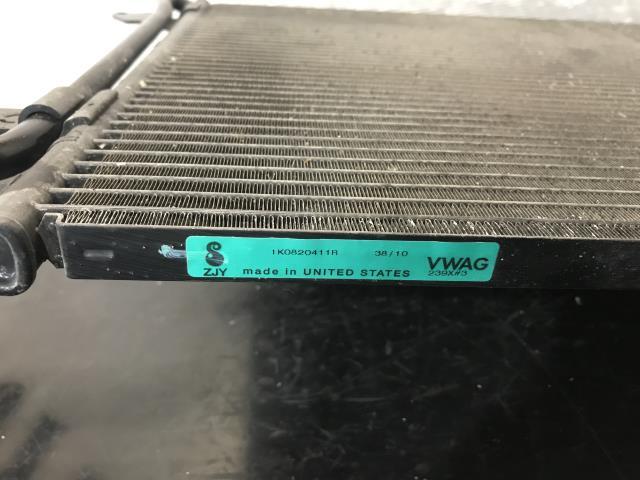 1K0820411R 38/10 VWAG
ZJY made in UNITED STATES 239X#3